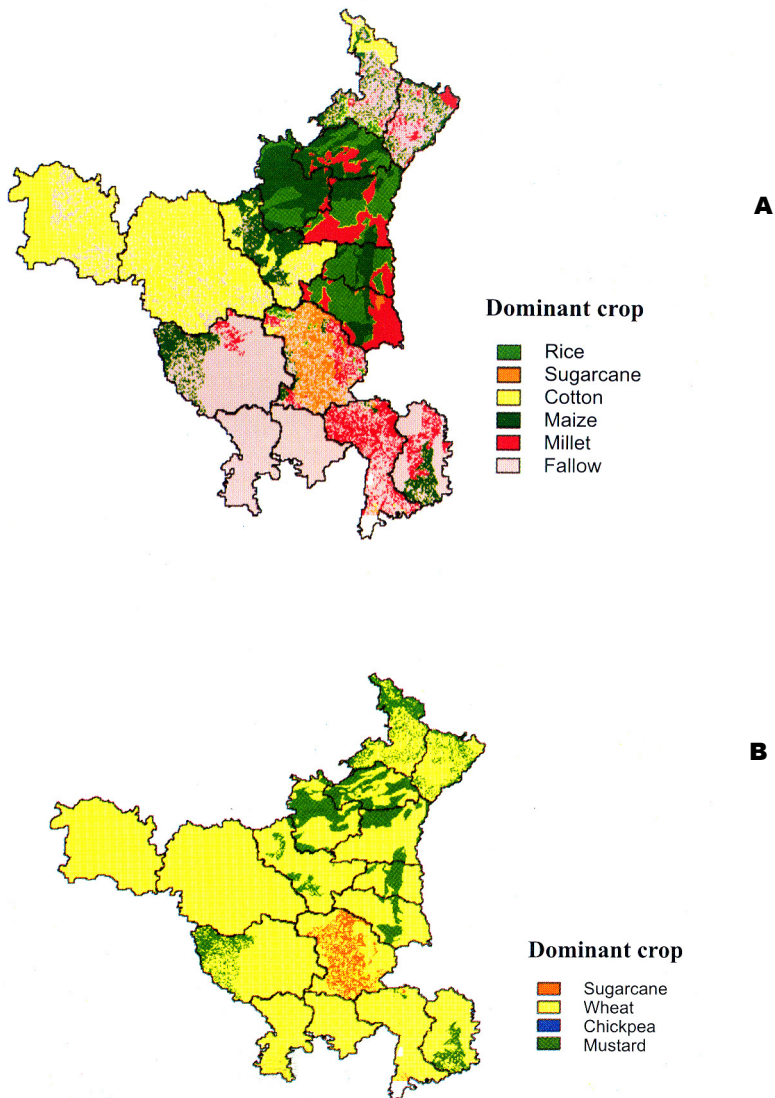 A
Dominant crop
Rice
Sugarcane
Cotton
Maize
Millet
Fallow
B
Dominant crop
Sugarcane
Wheat
Chickpea
Mustard